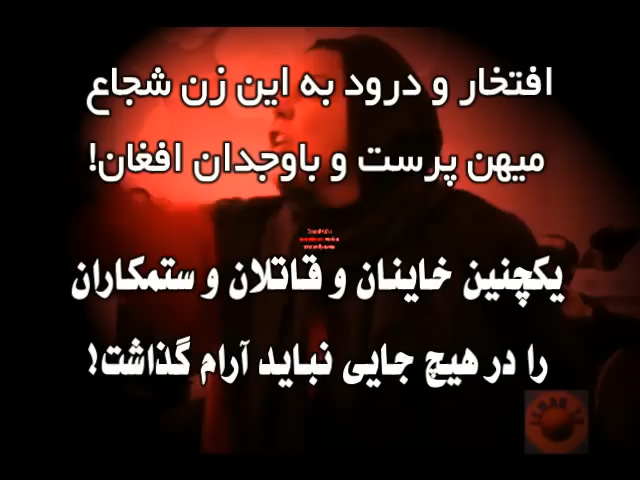 افتخار و درود به این زن شجاع
میهن پرست و باوجدان افغان!
یکچنین خاینان و قاتلان و ستمکاران
را در هیچ جایی نباید آرام گذاشت!